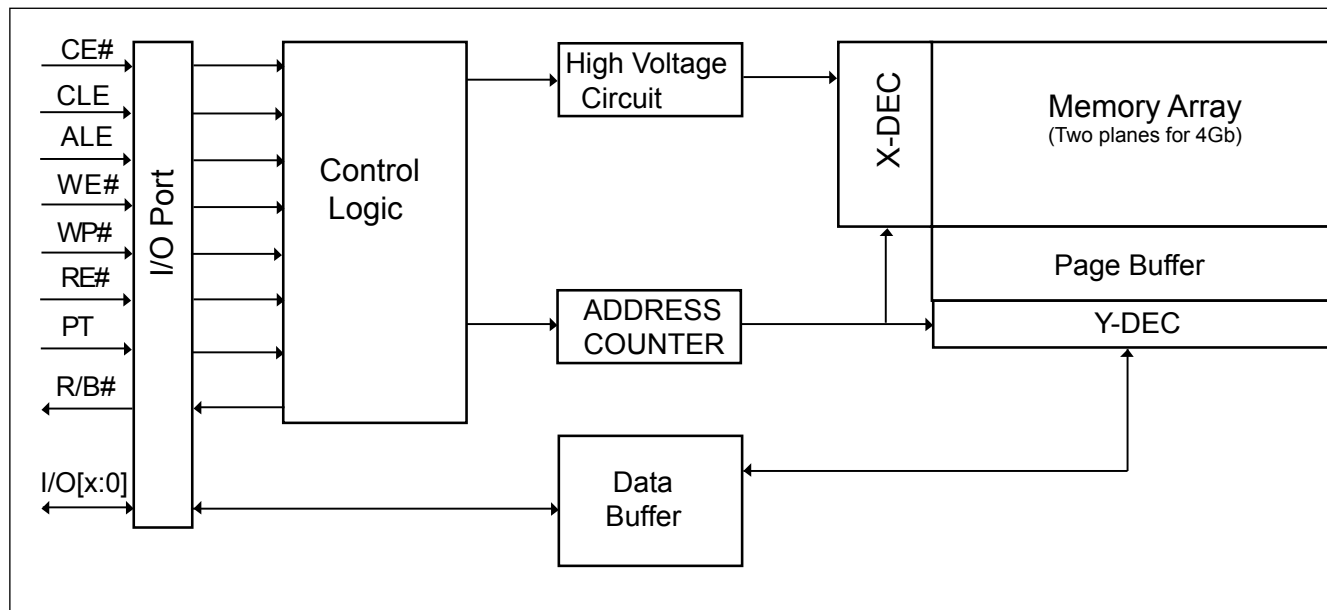 CE#
CLE
ALE
WE#
WP#
RE#
PT
R/B#
I/O[x:0]
I/O Port
Control
Logic
High Voltage
Circuit
ADDRESS
COUNTER
Data
Buffer
X-DEC
Memory Array
(Two planes for 4Gb)
Page Buffer
Y-DEC